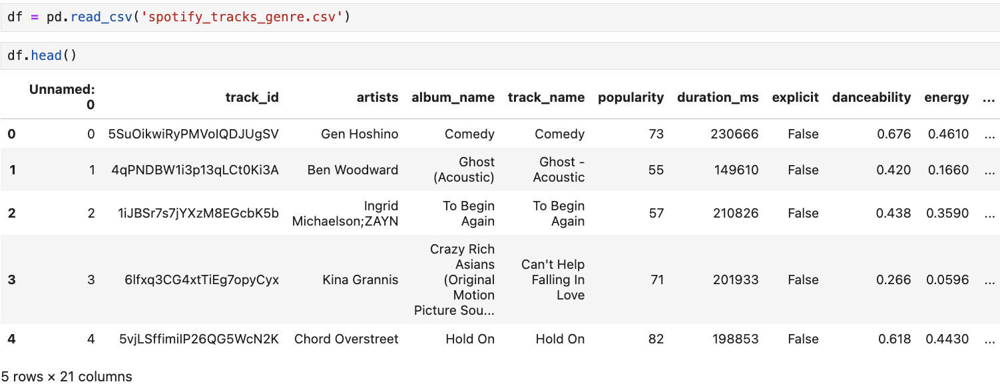 df = pd.read_csv('spotify_tracks_genre.csv')
df.head()
Unnamed: 0 track_id artists album_name track_name popularity duration_ms explicit danceability energy ...
0 0 5SuOikwiRyPMVoIQDJUgSV Gen Hoshino Comedy Comedy 73 230666 False 0.676 0.4610 ...
1 1 4qPNDBW1i3p13qLCt0Ki3A Ben Woodward Ghost (Acoustic) Ghost - Acoustic 55 149610 False 0.420 0.1660 ...
2 2 1iJBSr7s7jYXzM8EGcbK5b Ingrid Michaelson;ZAYN To Begin Again To Begin Again 57 210826 False 0.438 0.3590 ...
3 3 6lfxq3CG4xtTiEg7opyCyx Kina Grannis Crazy Rich Asians (Original Motion Picture Sou... Can't Help Falling In Love 71 201933 False 0.266 0.0596 ...
4 4 5vjLSffimiIP26QG5WcN2K Chord Overstreet Hold On Hold On 82 198853 False 0.618 0.4430 ...
5 rows × 21 columns